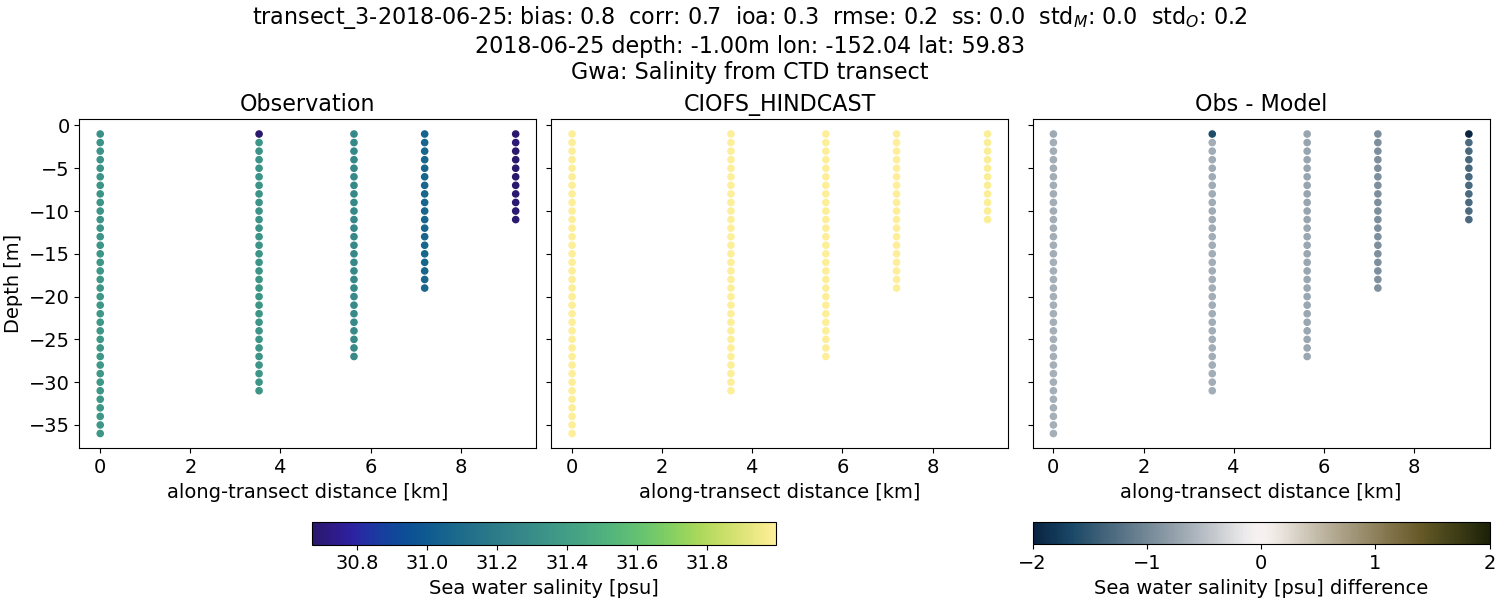 transect_3-2018-06-25: bias: 0.8  corr: 0.7  ioa: 0.3  rmse: 0.2  ss: 0.0  std_M: 0.0  std_O: 0.2
2018-06-25 depth: -1.00m lon: -152.04 lat: 59.83
Gwa: Salinity from CTD transect
Observation
CIOFS_HINDCAST
Obs - Model
Depth [m]
0
−5
−10
−15
−20
−25
−30
−35
0 2 4 6 8
0 2 4 6 8
0 2 4 6 8
along-transect distance [km]
along-transect distance [km]
along-transect distance [km]
30.8 31.0 31.2 31.4 31.6 31.8
Sea water salinity [psu]
−2 −1 0 1 2
Sea water salinity [psu] difference